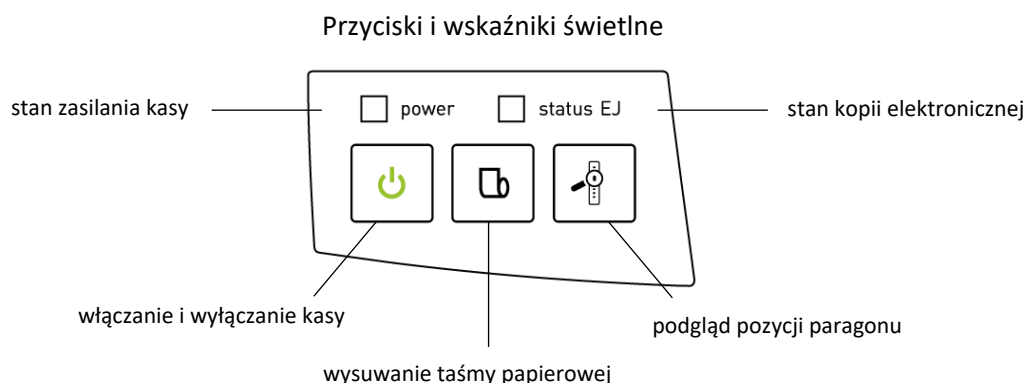 Przyciski i wskaźniki świetlne
stan zasilania kasy
power
status EJ
stan kopii elektronicznej
włączanie i wyłączanie kasy
podgląd pozycji paragonu
wysuwanie taśmy papierowej